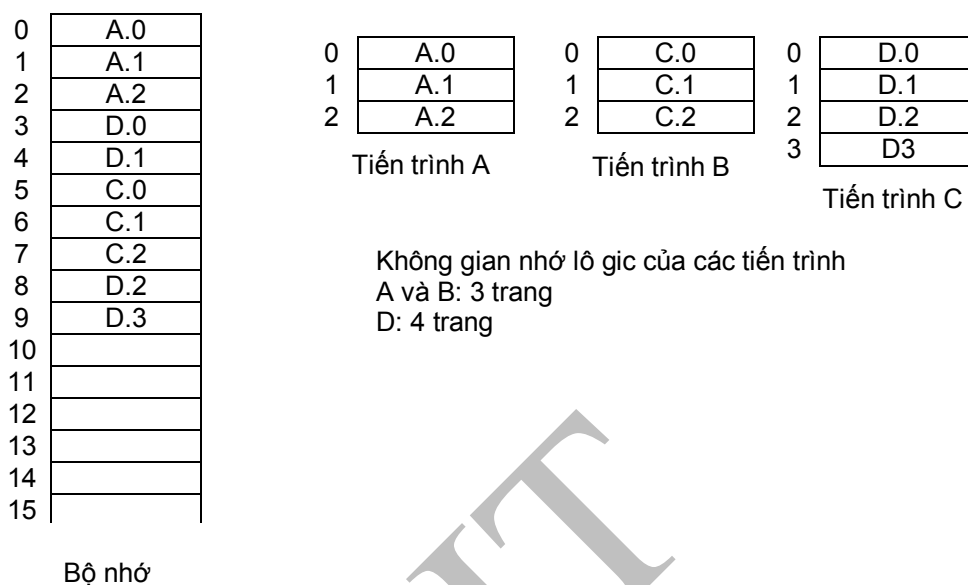 0 A.0
1 A.1
2 A.2
3 D.0
4 D.1
5 C.0
6 C.1
7 C.2
8 D.2
9 D.3
10
11
12
13
14
15
Bộ nhớ
0 A.0
1 A.1
2 A.2
Tiến trình A
0 C.0
1 C.1
2 C.2
Tiến trình B
0 D.0
1 D.1
2 D.2
3 D3
Tiến trình C
Không gian nhớ lô gic của các tiến trình
A và B: 3 trang
D: 4 trang
IT